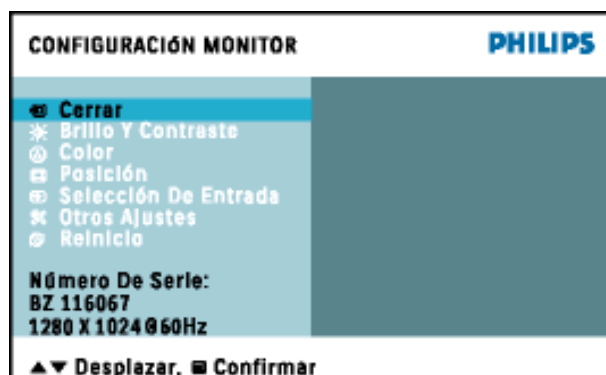 CONFIGURACIÓN MONITOR PHILIPS
Cerrar
Brillo Y Contraste
Color
Posición
Selección De Entrada
Otros Ajustes
Reinicio
Número De Serie:
BZ 116067
1280 X 1024@60Hz
▲▼ Desplazar, Confirmar